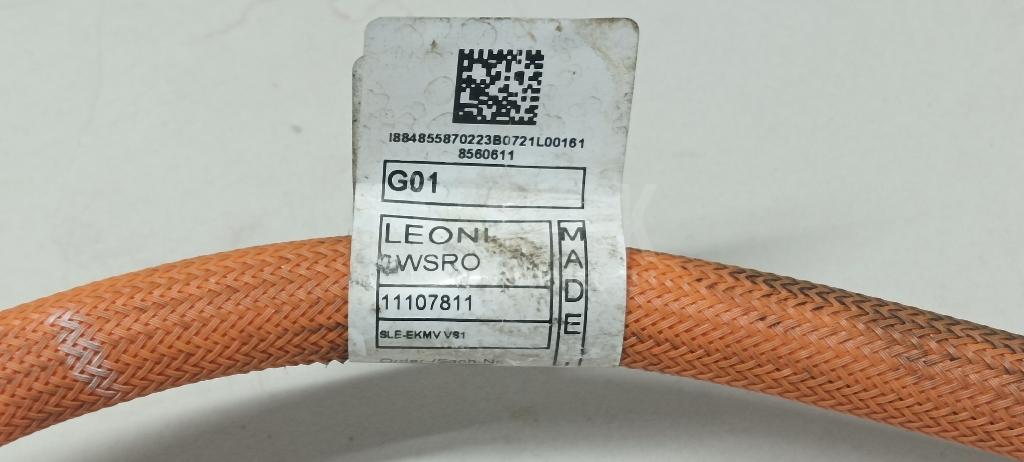 I884855870223B0721L00161
8560611
G01
LEONI
WSRO
11107811
SLE-EKMV VS1
MADE